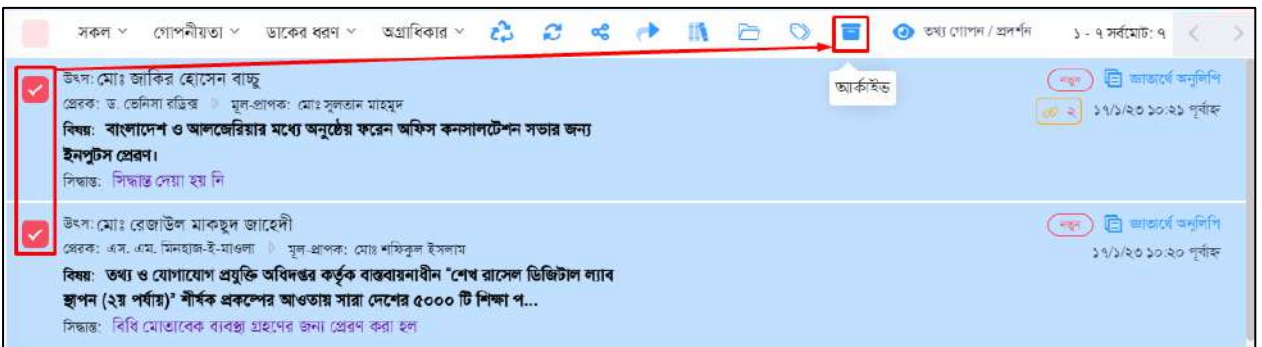 সকল গোপনীয়তা ডাকের ধরণ অগ্রাধিকার তথ্য গোপন / প্রদর্শন ১ - ৭ সর্বমোট: ৭
আর্কাইভ
উৎস: মোঃ জাকির হোসেন বাচ্চু নতুন জ্ঞাতার্থে অনুলিপি
প্রেরক: ড. ভেনিসা রড্রিক্স মূল-প্রাপক: মোঃ সুলতান মাহমুদ ২ ১৭/১/২৩ ১০:২১ পূর্বাহ্ন
বিষয়: বাংলাদেশ ও আলজেরিয়ার মধ্যে অনুষ্ঠেয় ফরেন অফিস কনসালটেশন সভার জন্য
ইনপুটস প্রেরণ।
সিদ্ধান্ত: সিদ্ধান্ত দেয়া হয় নি
উৎস: মোঃ রেজাউল মাকছুদ জাহেদী নতুন জ্ঞাতার্থে অনুলিপি
প্রেরক: এস. এম. মিনহাজ-ই-মাওলা মূল-প্রাপক: মোঃ শফিকুল ইসলাম ১৭/১/২৩ ১০:২০ পূর্বাহ্ন
বিষয়: তথ্য ও যোগাযোগ প্রযুক্তি অধিদপ্তর কর্তৃক বাস্তবায়নাধীন "শেখ রাসেল ডিজিটাল ল্যাব
স্থাপন (২য় পর্যায়)" শীর্ষক প্রকল্পের আওতায় সারা দেশের ৫০০০ টি শিক্ষা প...
সিদ্ধান্ত: বিধি মোতাবেক ব্যবস্থা গ্রহণের জন্য প্রেরণ করা হল